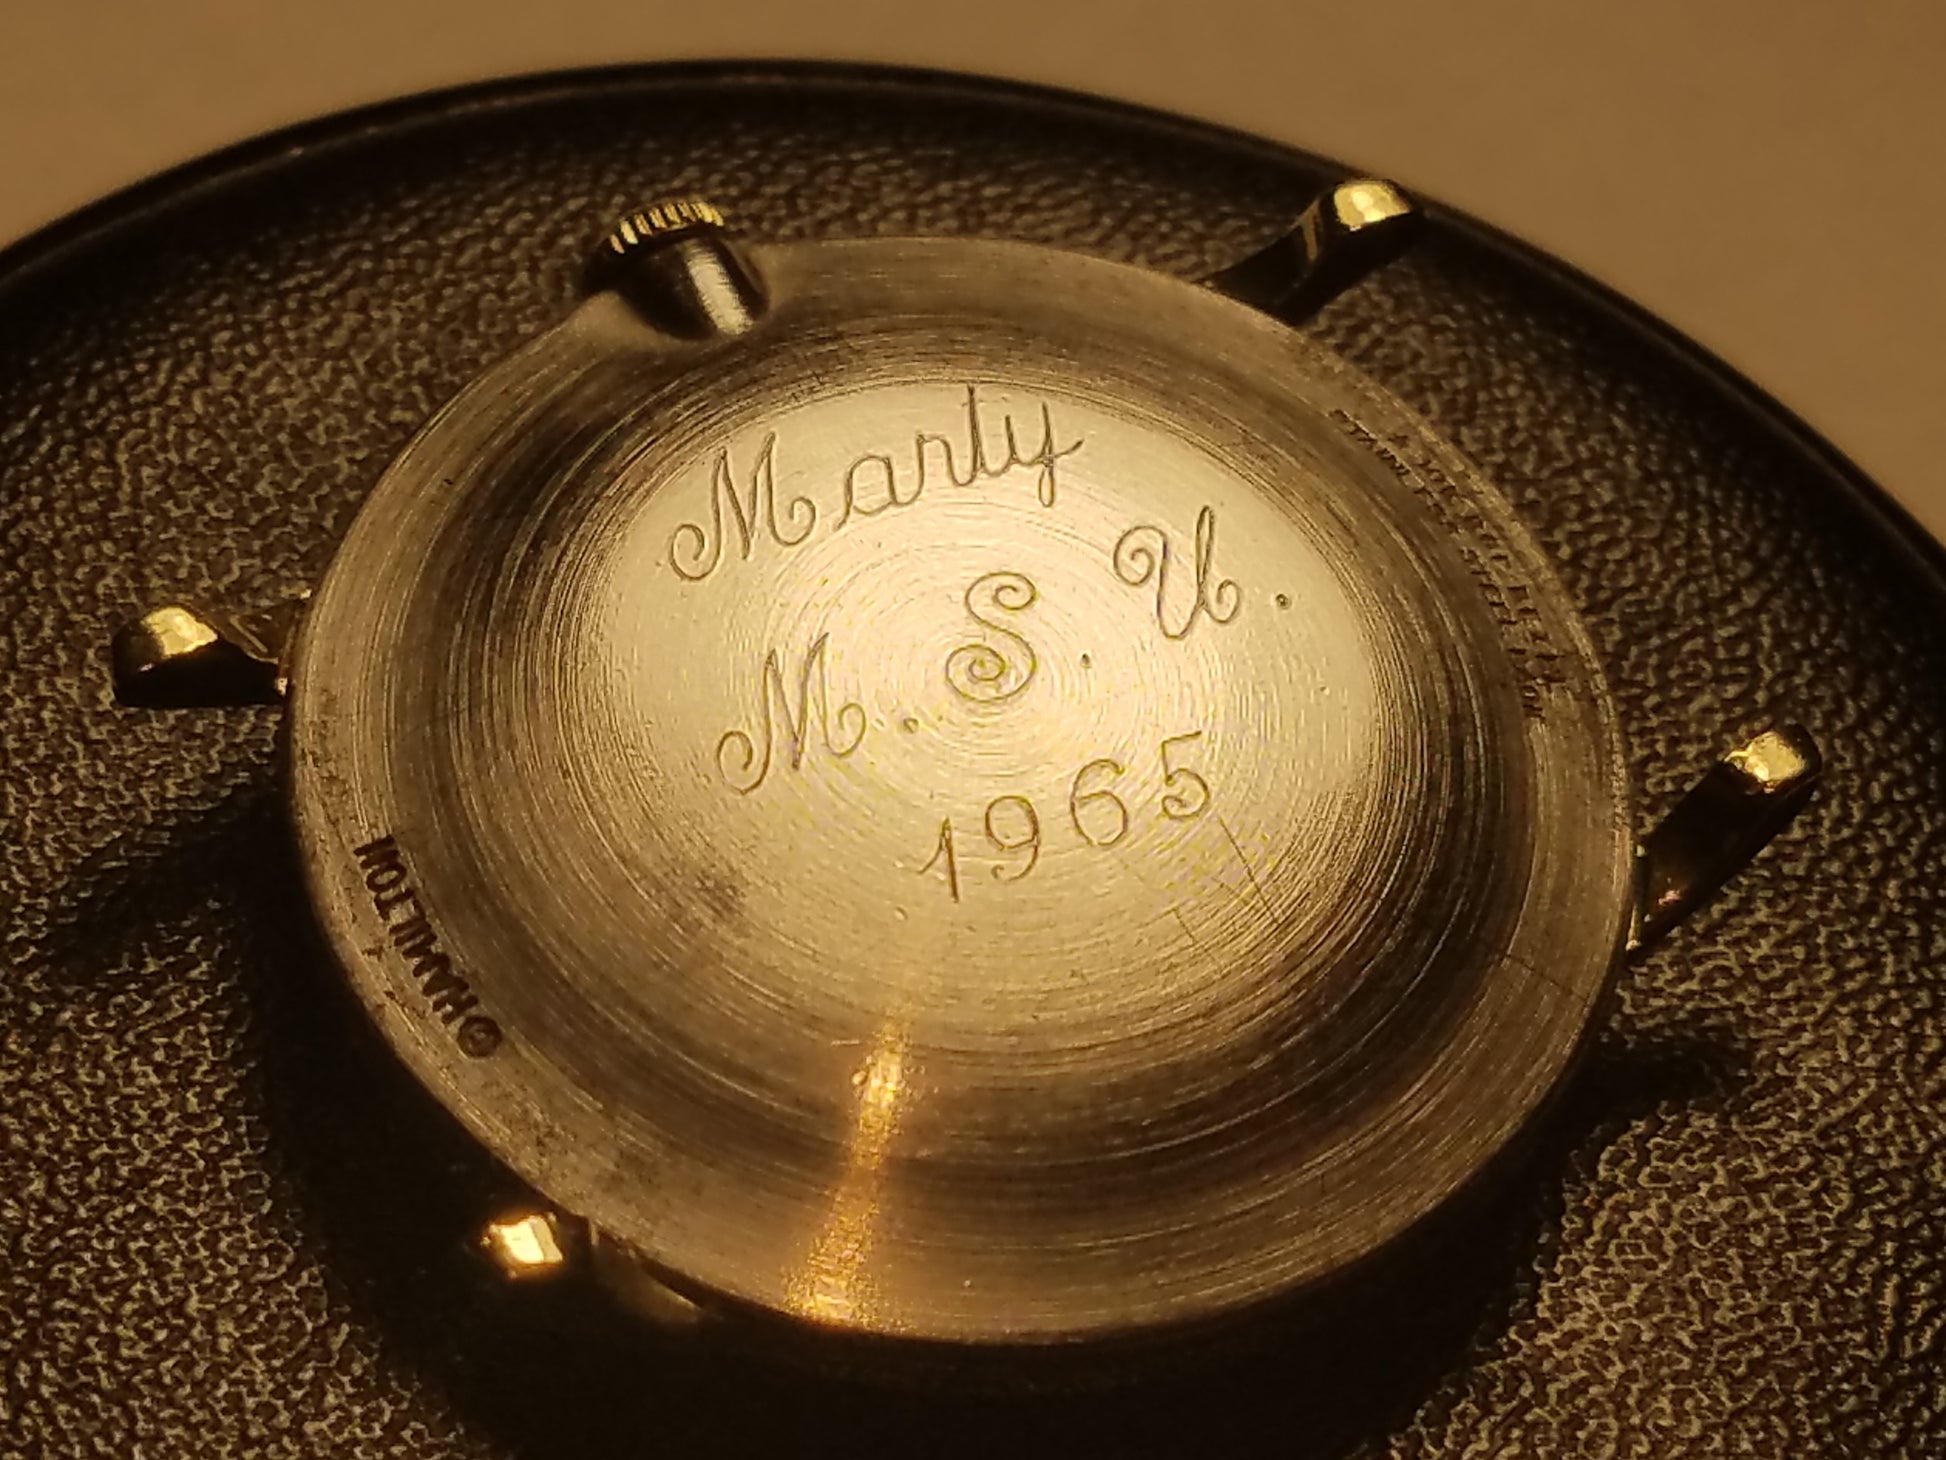 Marty
M. S. U.
1965
© HAMILTON